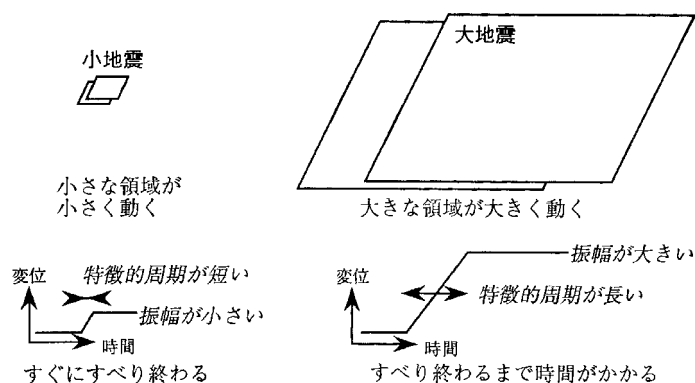 小地震
大地震
小さな領域が
小さく動く
大きな領域が大きく動く
変位
特徴的周期が短い
振幅が小さい
時間
すぐにすべり終わる
変位
振幅が大きい
特徴的周期が長い
時間
すべり終わるまで時間がかかる